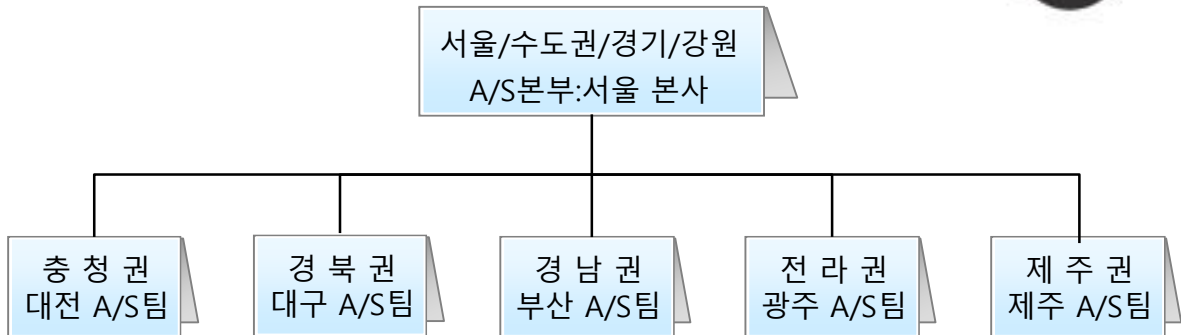 서울/수도권/경기/강원
A/S본부:서울 본사
충 청 권
대전 A/S팀
경 북 권
대구 A/S팀
경 남 권
부산 A/S팀
전 라 권
광주 A/S팀
제 주 권
제주 A/S팀